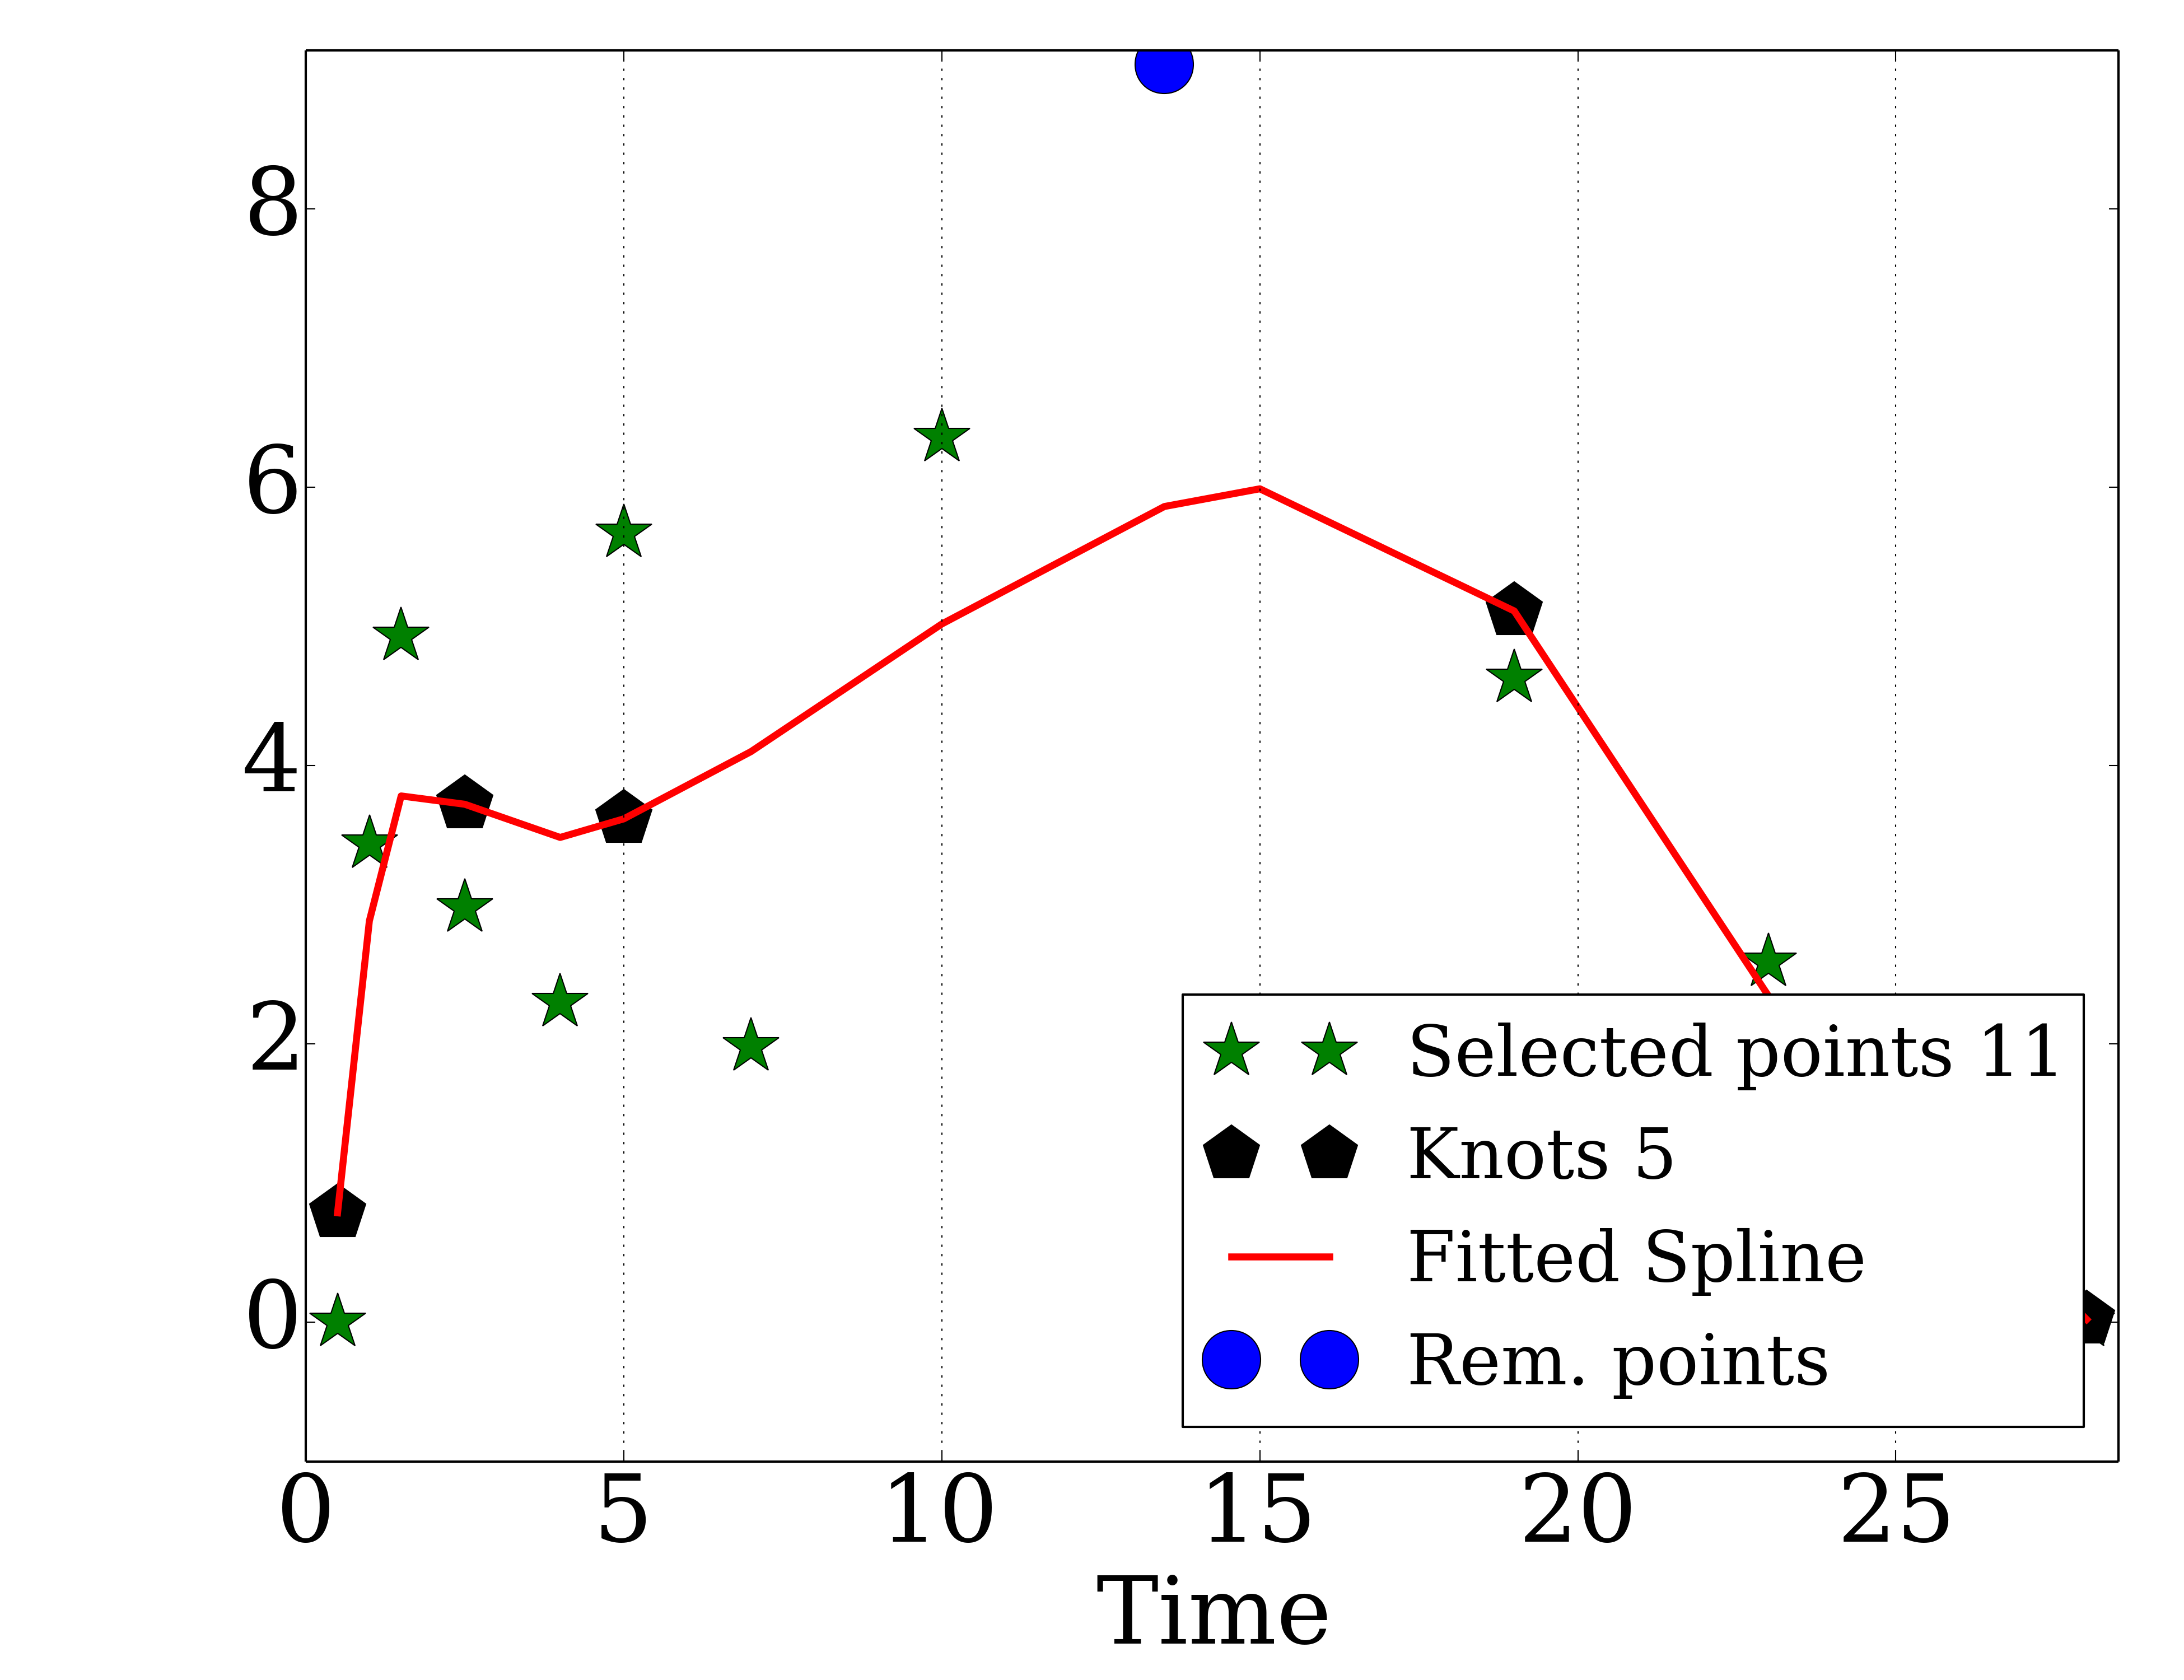 8
6
4
2
0
0 5 10 15 20 25
Time
Selected points 11
Knots 5
Fitted Spline
Rem. points